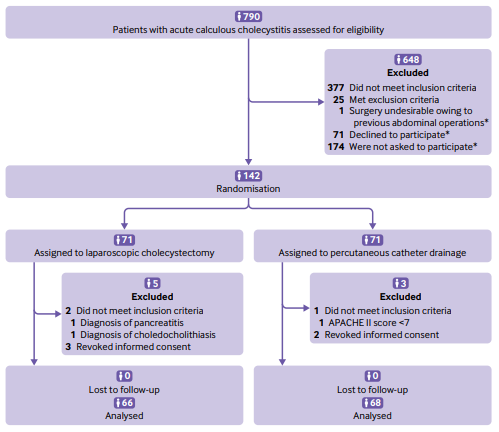 790
Patients with acute calculous cholecystitis assessed for eligibility
648
Excluded
377 Did not meet inclusion criteria
25 Met exclusion criteria
1 Surgery undesirable owing to
previous abdominal operations*
71 Declined to participate*
174 Were not asked to participate*
142
Randomisation
71
Assigned to laparoscopic cholecystectomy
5
Excluded
2 Did not meet inclusion criteria
1 Diagnosis of pancreatitis
1 Diagnosis of choledocholithiasis
3 Revoked informed consent
0
Lost to follow-up
66
Analysed
71
Assigned to percutaneous catheter drainage
3
Excluded
1 Did not meet inclusion criteria
1 APACHE II score <7
2 Revoked informed consent
0
Lost to follow-up
68
Analysed